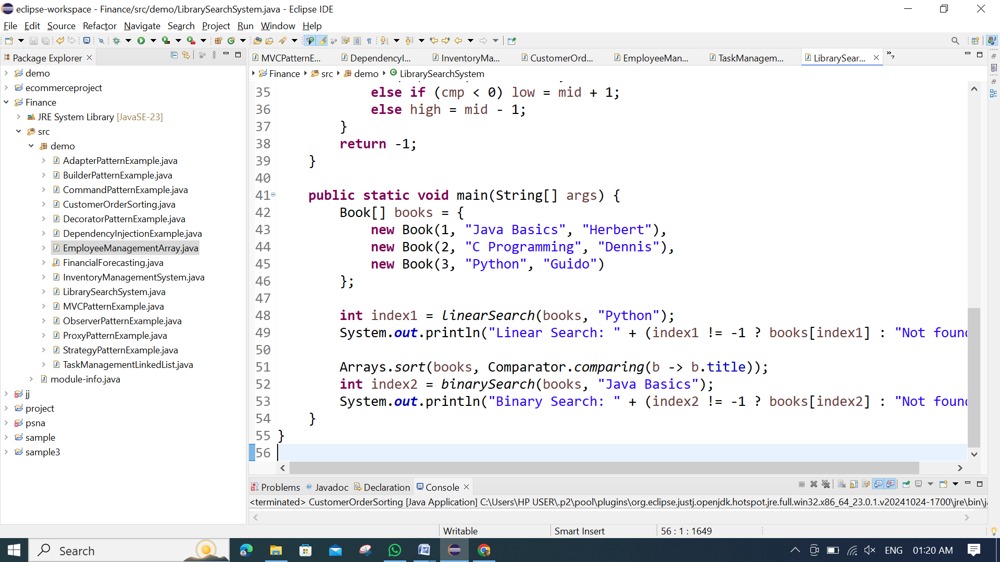 eclipse-workspace - Finance/src/demo/LibrarySearchSystem.java - Eclipse IDE
File Edit Source Refactor Navigate Search Project Run Window Help
Package Explorer
demo
ecommerceproject
Finance
JRE System Library [JavaSE-23]
src
demo
AdapterPatternExample.java
BuilderPatternExample.java
CommandPatternExample.java
CustomerOrderSorting.java
DecoratorPatternExample.java
DependencyInjectionExample.java
EmployeeManagementArray.java
FinancialForecasting.java
InventoryManagementSystem.java
LibrarySearchSystem.java
MVCPatternExample.java
ObserverPatternExample.java
ProxyPatternExample.java
StrategyPatternExample.java
TaskManagementLinkedList.java
module-info.java
jj
project
psna
sample
sample3
MVCPatternE... DependencyI... InventoryMa... CustomerOrd... EmployeeMan... TaskManagem... LibrarySear... »7
Finance src demo LibrarySearchSystem
35 else if (cmp < 0) low = mid + 1;
36 else high = mid - 1;
37 }
38 return -1;
39 }
40
41 public static void main(String[] args) {
42 Book[] books = {
43 new Book(1, "Java Basics", "Herbert"),
44 new Book(2, "C Programming", "Dennis"),
45 new Book(3, "Python", "Guido")
46 };
47
48 int index1 = linearSearch(books, "Python");
49 System.out.println("Linear Search: " + (index1 != -1 ? books[index1] : "Not found
50
51 Arrays.sort(books, Comparator.comparing(b -> b.title));
52 int index2 = binarySearch(books, "Java Basics");
53 System.out.println("Binary Search: " + (index2 != -1 ? books[index2] : "Not found
54 }
55 }
56
Problems Javadoc Declaration Console
<terminated> CustomerOrderSorting [Java Application] C:\Users\HP USER\.p2\pool\plugins\org.eclipse.justj.openjdk.hotspot.jre.full.win32.x86_64_23.0.1.v20241024-1700\jre\bin\j
Writable Smart Insert 56 : 1 : 1649
Search ENG 01:20 AM